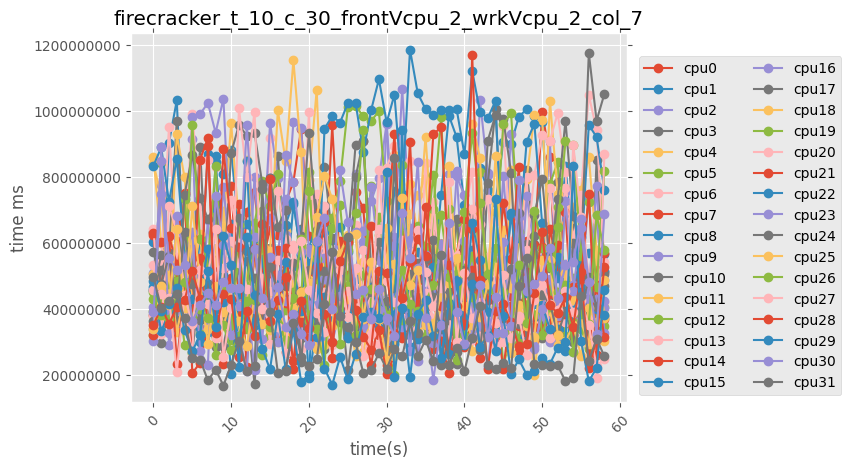 firecracker_t_10_c_30_frontVcpu_2_wrkVcpu_2_col_7
time ms
1200000000
1000000000
800000000
600000000
400000000
200000000
0
10
20
30
40
50
60
time(s)
cpu0
cpu1
cpu2
cpu3
cpu4
cpu5
cpu6
cpu7
cpu8
cpu9
cpu10
cpu11
cpu12
cpu13
cpu14
cpu15
cpu16
cpu17
cpu18
cpu19
cpu20
cpu21
cpu22
cpu23
cpu24
cpu25
cpu26
cpu27
cpu28
cpu29
cpu30
cpu31